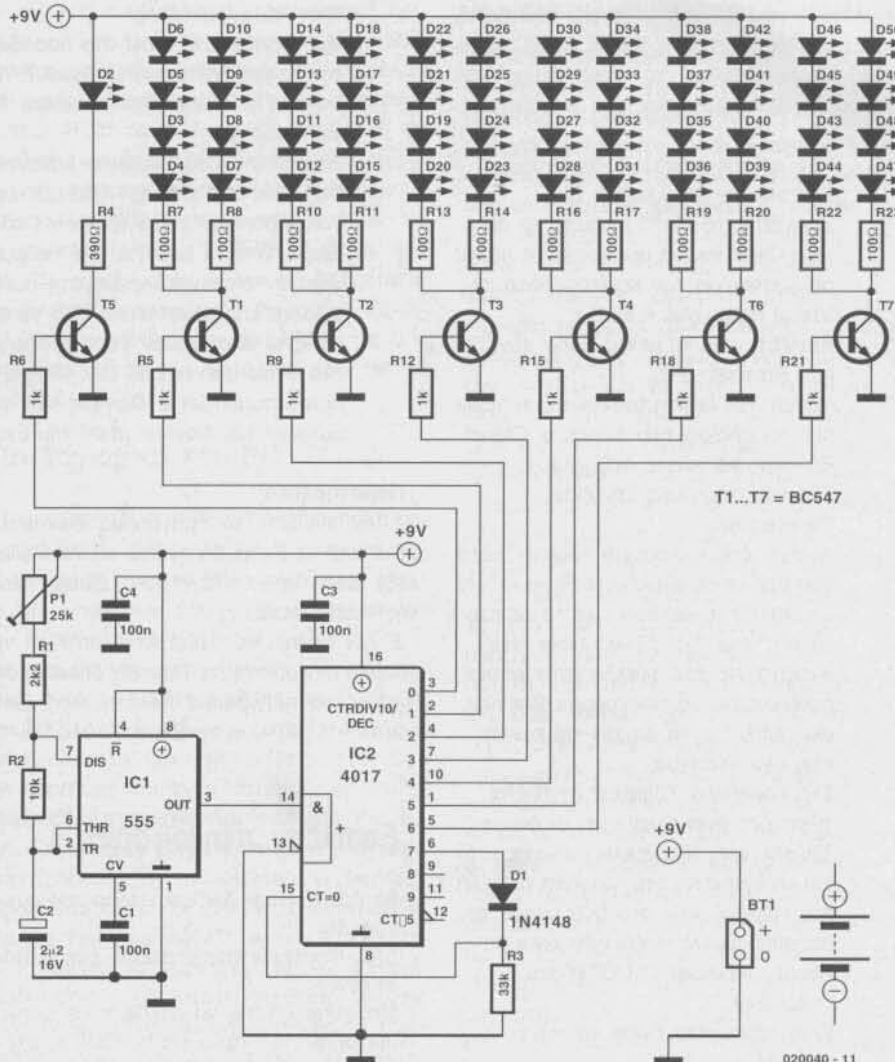 +9V
D6 D10 D14 D18 D22 D26 D30 D34 D38 D42 D46 D50
D2 D5 D9 D13 D17 D21 D25 D29 D33 D37 D41 D45 D49
D3 D8 D11 D16 D19 D24 D27 D32 D35 D40 D43 D48
D4 D7 D12 D15 D20 D23 D28 D31 D36 D39 D44 D47
R4 R7 R8 R10 R11 R13 R14 R16 R17 R19 R20 R22 R23
390Ω 100Ω 100Ω 100Ω 100Ω 100Ω 100Ω 100Ω 100Ω 100Ω 100Ω 100Ω 100Ω
T5 T1 T2 T3 T4 T6 T7
R6 R5 R9 R12 R15 R18 R21
1k 1k 1k 1k 1k 1k 1k
T1...T7 = BC547
+9V
P1
25k
C4
100n
C3
100n
R1
2k2
16
CTRDIV10/
DEC
IC2
4017
0 3
1 2
2 4
3 7
4 10
5 1
6 5
7 6
8 9
9 11
CT▯5 12
14
&
+
13
15
CT=0
8
4 8
R
7
DIS
IC1
555
OUT
3
R2
10k
6
THR
2
TR
CV
5 1
C2
2µ2
16V
C1
100n
D1
1N4148
R3
33k
+9V
BT1
+
0
020040 - 11